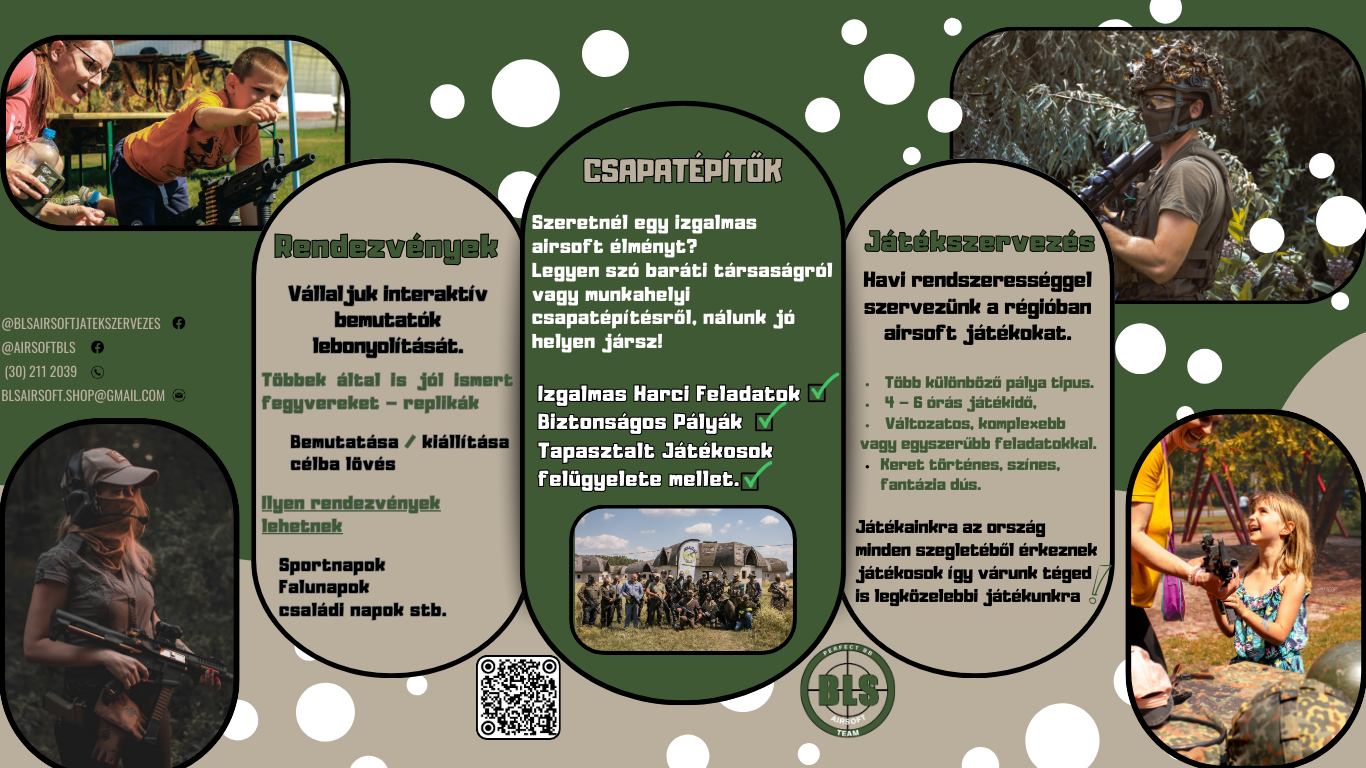 @BLSAIRSOFTJATEKSZERVEZES
@AIRSOFTBLS
(30) 211 2039
BLSAIRSOFT.SHOP@GMAIL.COM
Rendezvények
Vállaljuk interaktív
bemutatók
lebonyolítását.
Többek által is jól ismert
fegyvereket - replikák
Bemutatása / kiállítása
célba lövés
Ilyen rendezvények
lehetnek
Sportnapok
Falunapok
családi napok stb.
CSAPATÉPÍTŐK
Szeretnél egy izgalmas
airsoft élményt?
Legyen szó baráti társaságról
vagy munkahelyi
csapatépítésről, nálunk jó
helyen jársz!
Izgalmas Harci Feladatok
Biztonságos Pályák
Tapasztalt Játékosok
felügyelete mellet.
Játékszervezés
Havi rendszerességgel
szervezünk a régióban
airsoft játékokat.
• Több különböző pálya tipus.
• 4 - 6 órás játékidő,
• Változatos, komplexebb
vagy egyszerűbb feladatokkal.
• Keret történes, színes,
fantázia dús.
Játékainkra az ország
minden szegletéből érkeznek
játékosok így várunk téged
is legközelebbi játékunkra !
PERFECT BB
BLS
AIRSOFT
TEAM